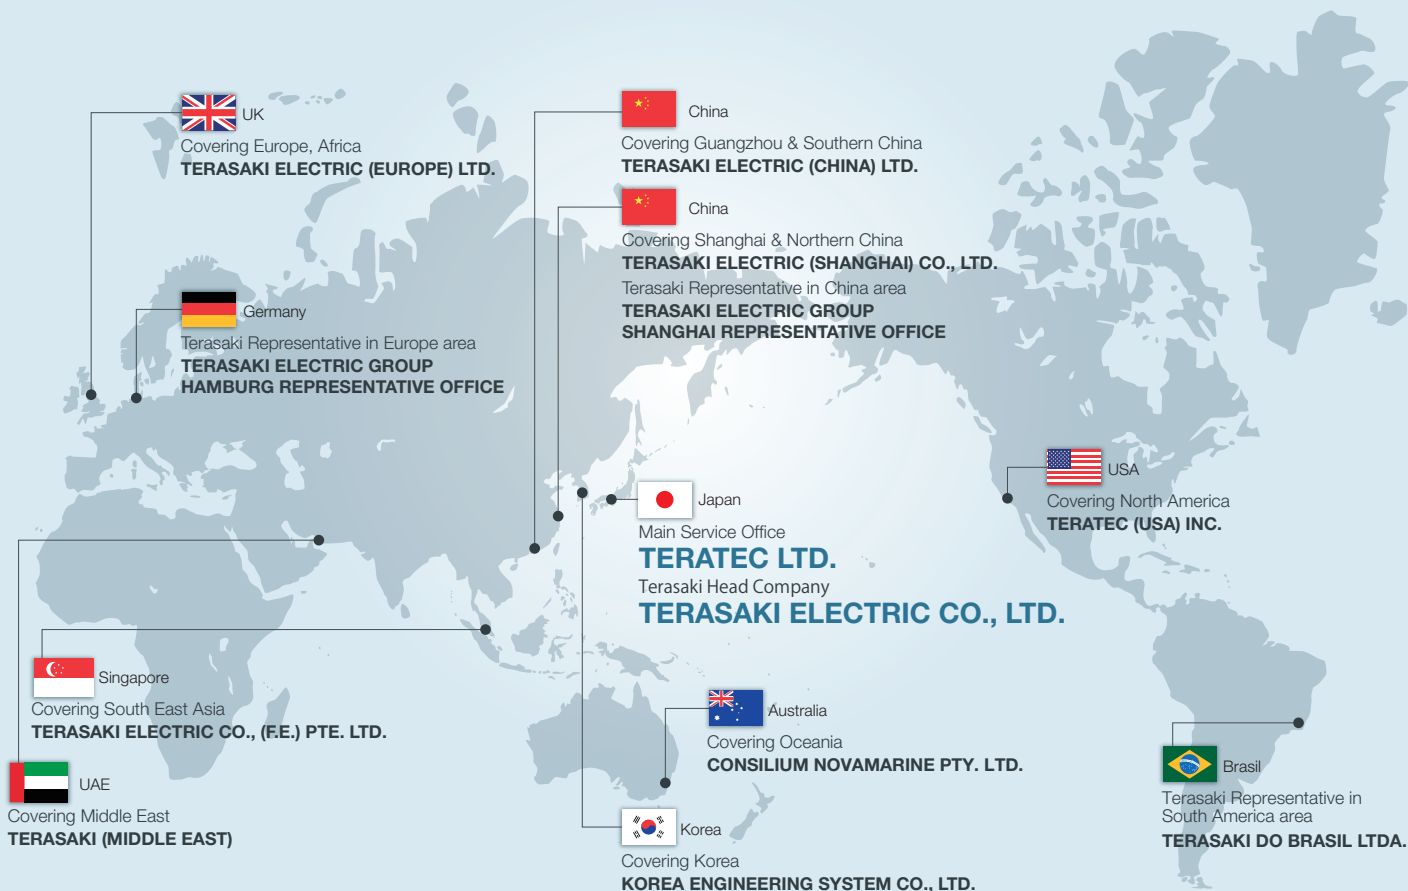 UK
Covering Europe, Africa
TERASAKI ELECTRIC (EUROPE) LTD.
Germany
Terasaki Representative in Europe area
TERASAKI ELECTRIC GROUP
HAMBURG REPRESENTATIVE OFFICE
China
Covering Guangzhou & Southern China
TERASAKI ELECTRIC (CHINA) LTD.
China
Covering Shanghai & Northern China
TERASAKI ELECTRIC (SHANGHAI) CO., LTD.
Terasaki Representative in China area
TERASAKI ELECTRIC GROUP
SHANGHAI REPRESENTATIVE OFFICE
Japan
Main Service Office
TERATEC LTD.
Terasaki Head Company
TERASAKI ELECTRIC CO., LTD.
USA
Covering North America
TERATEC (USA) INC.
Singapore
Covering South East Asia
TERASAKI ELECTRIC CO., (F.E.) PTE. LTD.
UAE
Covering Middle East
TERASAKI (MIDDLE EAST)
Australia
Covering Oceania
CONSILIUM NOVAMARINE PTY. LTD.
Korea
Covering Korea
KOREA ENGINEERING SYSTEM CO., LTD.
Brasil
Terasaki Representative in
South America area
TERASAKI DO BRASIL LTDA.